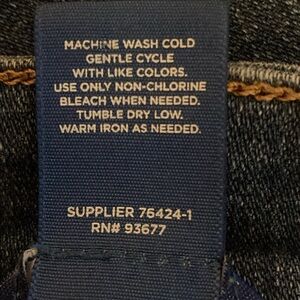 MACHINE WASH COLD
GENTLE CYCLE
WITH LIKE COLORS.
USE ONLY NON-CHLORINE
BLEACH WHEN NEEDED.
TUMBLE DRY LOW.
WARM IRON AS NEEDED.
SUPPLIER 76424-1
RN# 93677